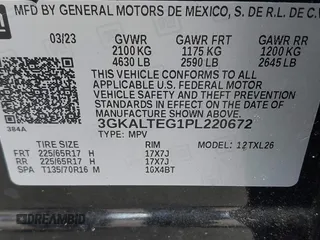 MFD BY GENERAL MOTORS DE MEXICO, S. DE R.L. DE C.V.
03/23 GVWR GAWR FRT GAWR RR
2100 KG 1175 KG 1200 KG
4630 LB 2590 LB 2645 LB
THIS VEHICLE CONFORMS TO ALL APPLICABLE U.S. FEDERAL MOTOR VEHICLE SAFETY AND THEFT PREVENTION STANDARDS IN EFFECT ON THE DATE OF MANUFACTURE SHOWN ABOVE.
3GKALTEG1PL220672
384A
TYPE: MPV
TIRE SIZE RIM MODEL: 12TXL26
FRT 225/65R17 H 17X7J
RR 225/65R17 H 17X7J
SPA T135/70R16 M 16X4BT
DREAMBID